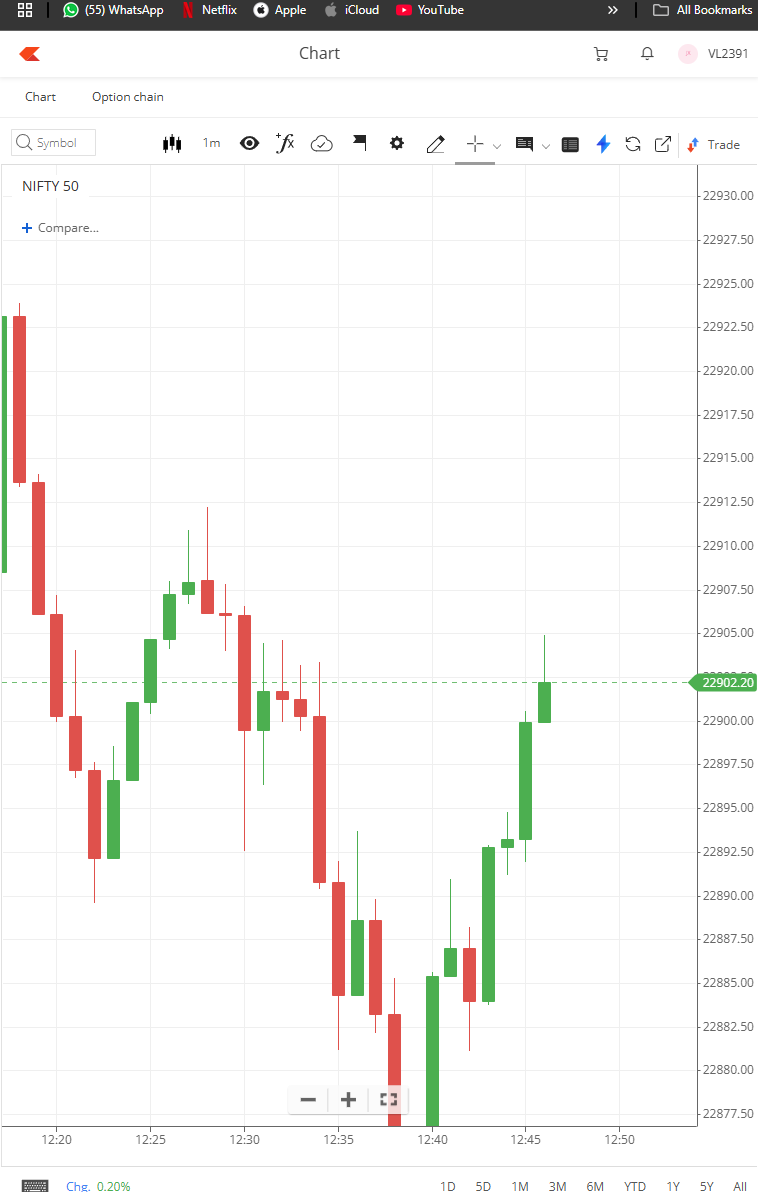 (55) WhatsApp Netflix Apple iCloud YouTube » All Bookmarks
Chart VL2391
Chart Option chain
Symbol 1m Trade
NIFTY 50
+ Compare...
22930.00
22927.50
22925.00
22922.50
22920.00
22917.50
22915.00
22912.50
22910.00
22907.50
22905.00
22902.20
22900.00
22897.50
22895.00
22892.50
22890.00
22887.50
22885.00
22882.50
22880.00
22877.50
12:20 12:25 12:30 12:35 12:40 12:45 12:50
Chg. 0.20% 1D 5D 1M 3M 6M YTD 1Y 5Y All